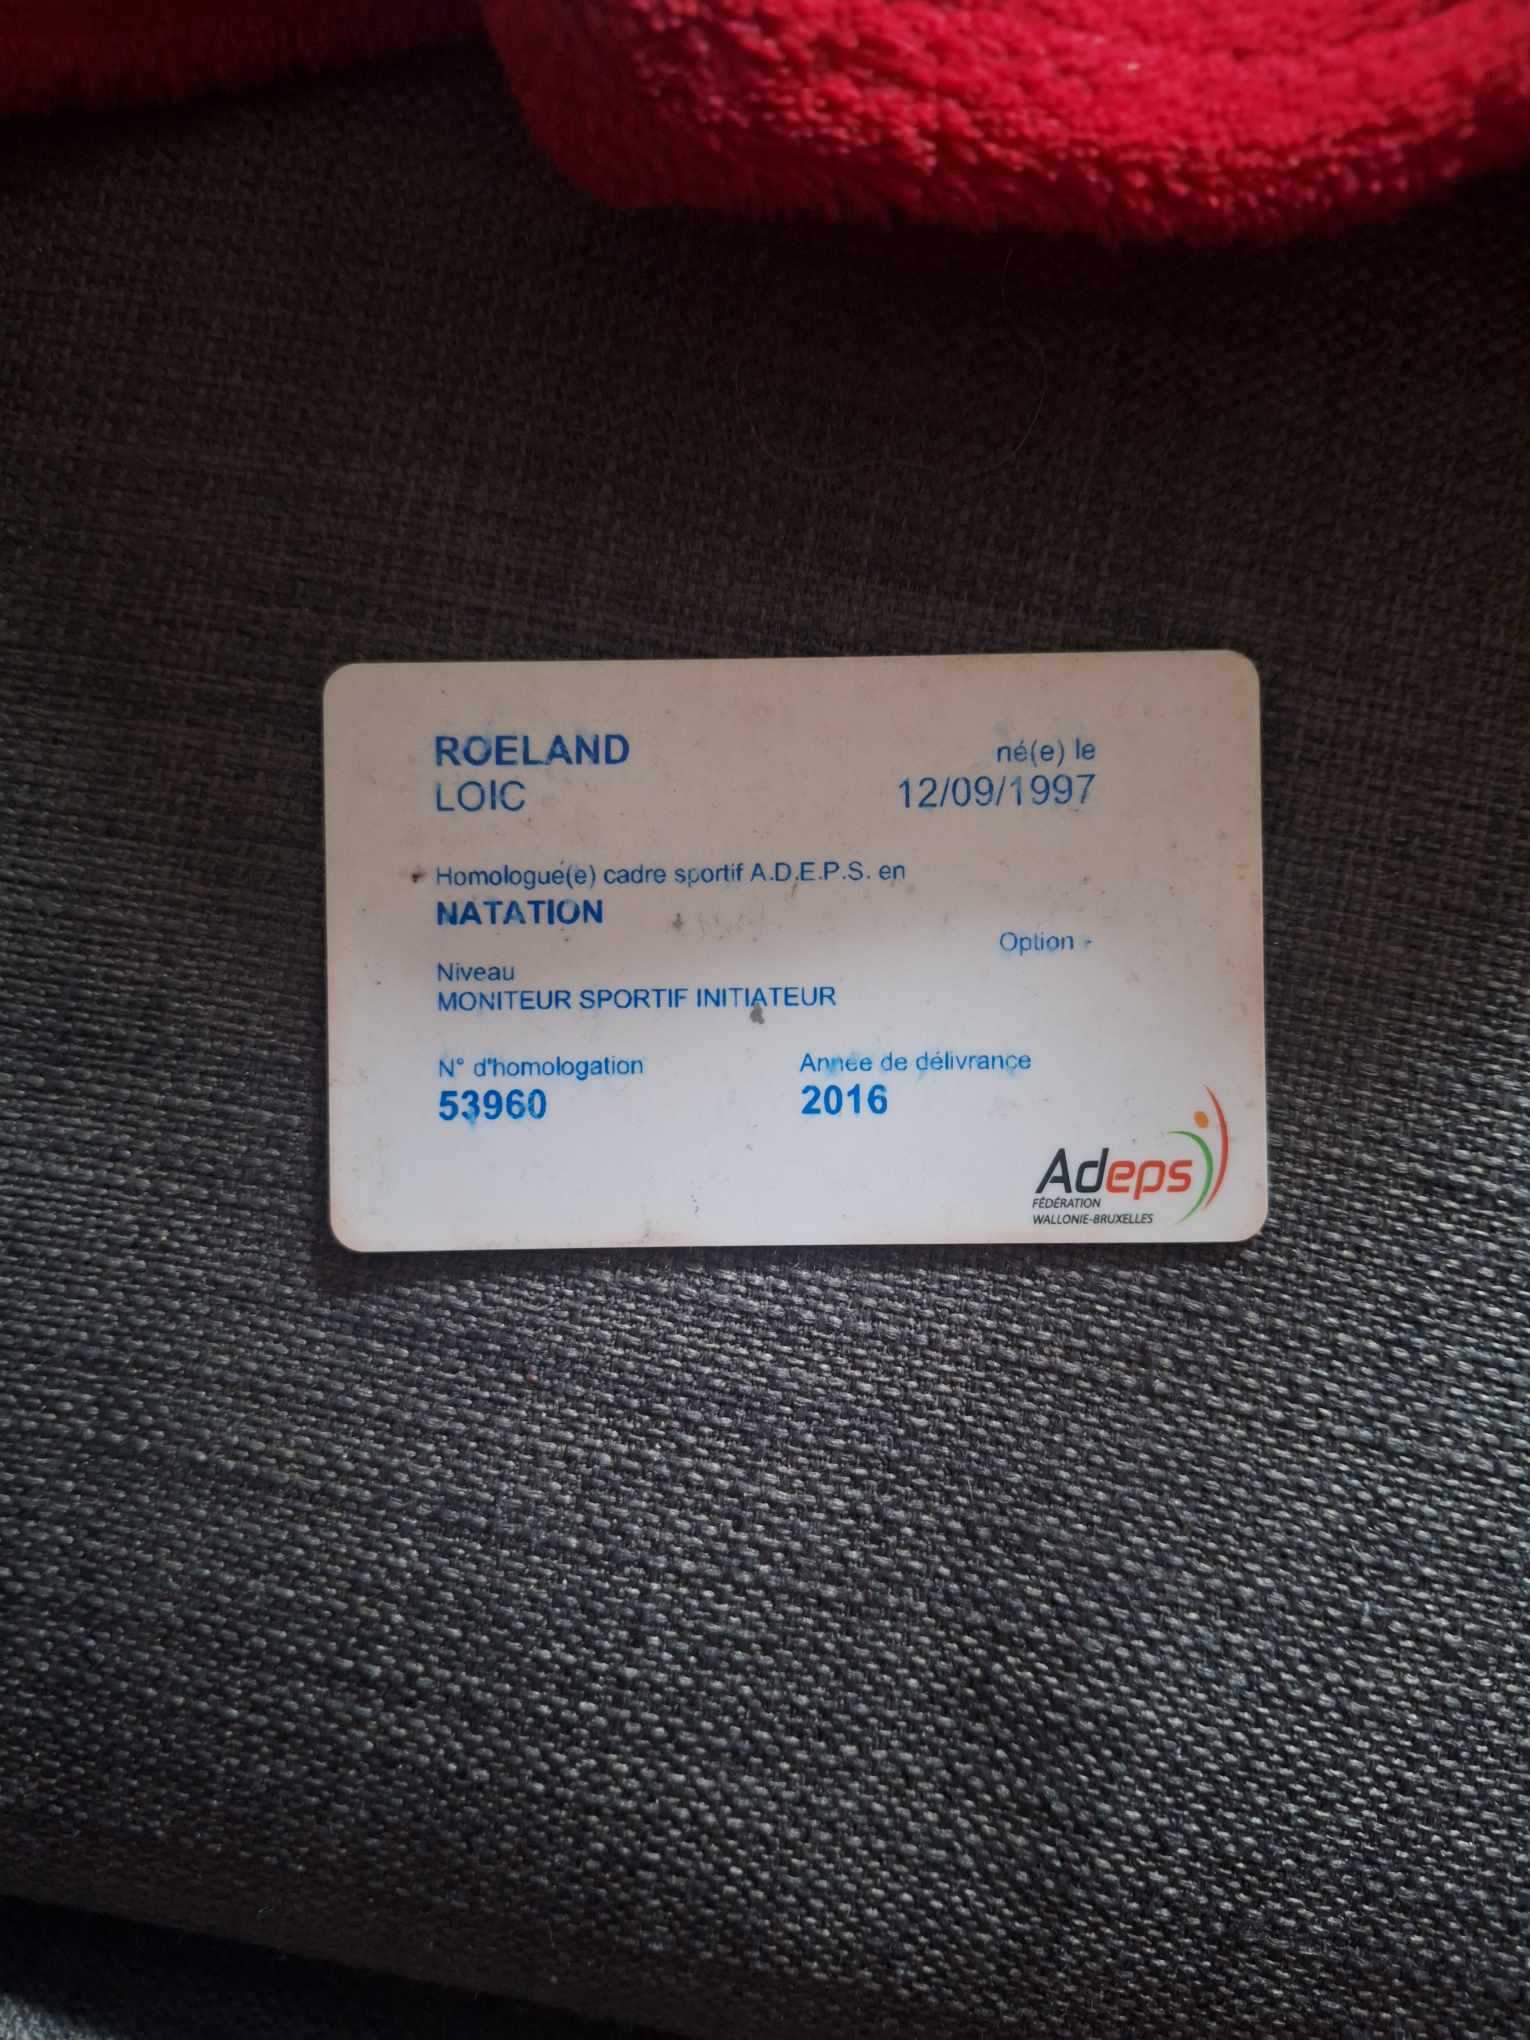 ROELAND
LOIC
né(e) le
12/09/1997
Homologué(e) cadre sportif A.D.E.P.S. en
NATATION
Option -
Niveau
MONITEUR SPORTIF INITIATEUR
N° d'homologation
53960
Année de délivrance
2016
Adeps
FÉDÉRATION
WALLONIE-BRUXELLES